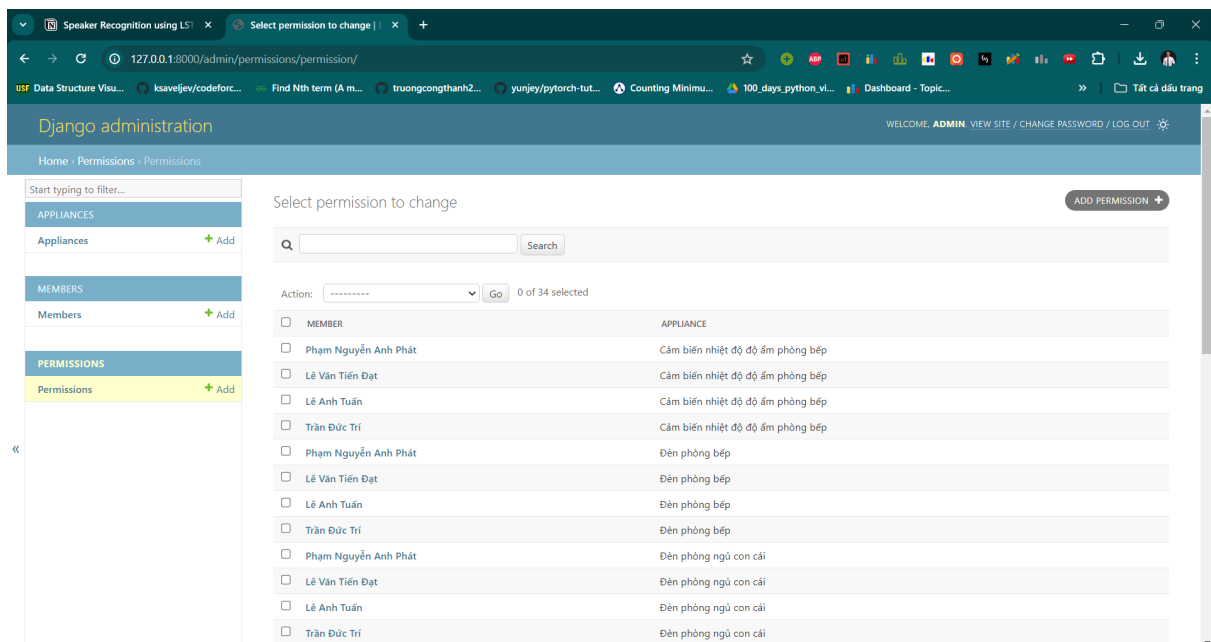 Speaker Recognition using LST
Select permission to change |
127.0.0.1:8000/admin/permissions/permission/
ABP
USF Data Structure Visu... ksaveljev/codeforc... Find Nth term (A m... truongcongthanh2... yunjey/pytorch-tut... Counting Minimu... 100_days_python_vi... Dashboard - Topic... » Tất cả dấu trang
Django administration
WELCOME, ADMIN. VIEW SITE / CHANGE PASSWORD / LOG OUT
Home › Permissions › Permissions
Start typing to filter...
Select permission to change
ADD PERMISSION +
APPLIANCES
Appliances + Add
Search
MEMBERS
Action: --------- Go 0 of 34 selected
Members + Add
MEMBER APPLIANCE
Phạm Nguyễn Anh Phát Cảm biến nhiệt độ độ ẩm phòng bếp
PERMISSIONS
Lê Văn Tiến Đạt Cảm biến nhiệt độ độ ẩm phòng bếp
Permissions + Add
Lê Anh Tuấn Cảm biến nhiệt độ độ ẩm phòng bếp
Trần Đức Trí Cảm biến nhiệt độ độ ẩm phòng bếp
«
Phạm Nguyễn Anh Phát Đèn phòng bếp
Lê Văn Tiến Đạt Đèn phòng bếp
Lê Anh Tuấn Đèn phòng bếp
Trần Đức Trí Đèn phòng bếp
Phạm Nguyễn Anh Phát Đèn phòng ngủ con cái
Lê Văn Tiến Đạt Đèn phòng ngủ con cái
Lê Anh Tuấn Đèn phòng ngủ con cái
Trần Đức Trí Đèn phòng ngủ con cái